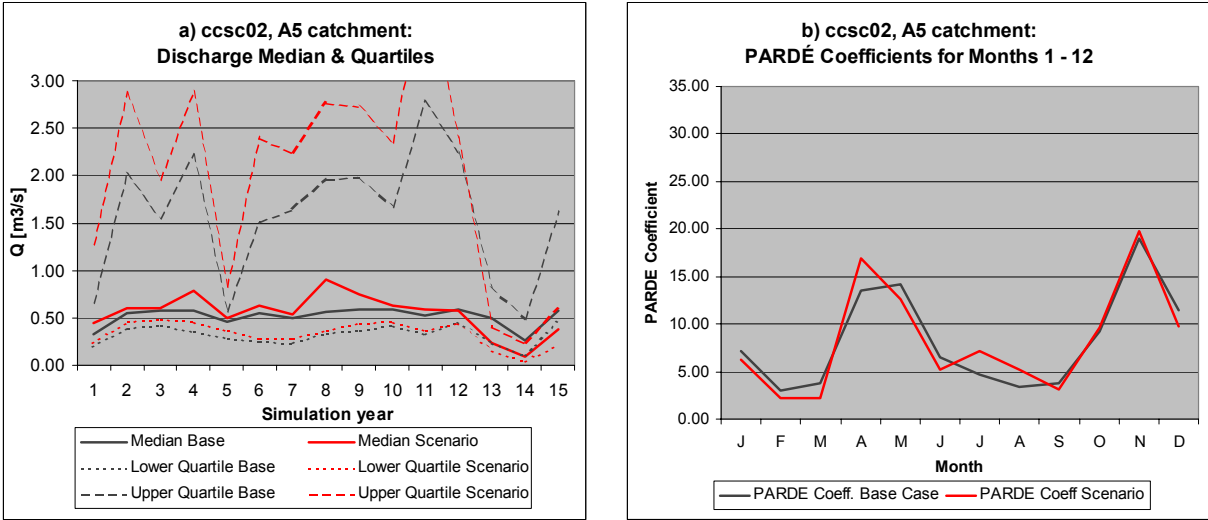 a) ccsc02, A5 catchment:
Discharge Median & Quartiles
3.00
2.50
2.00
1.50
1.00
0.50
0.00
Q [m3/s]
1 2 3 4 5 6 7 8 9 10 11 12 13 14 15
Simulation year
Median Base Median Scenario
Lower Quartile Base Lower Quartile Scenario
Upper Quartile Base Upper Quartile Scenario
b) ccsc02, A5 catchment:
PARDÉ Coefficients for Months 1 - 12
35.00
30.00
25.00
20.00
15.00
10.00
5.00
0.00
PARDE Coefficient
J F M A M J J A S O N D
Month
PARDE Coeff. Base Case PARDE Coeff Scenario